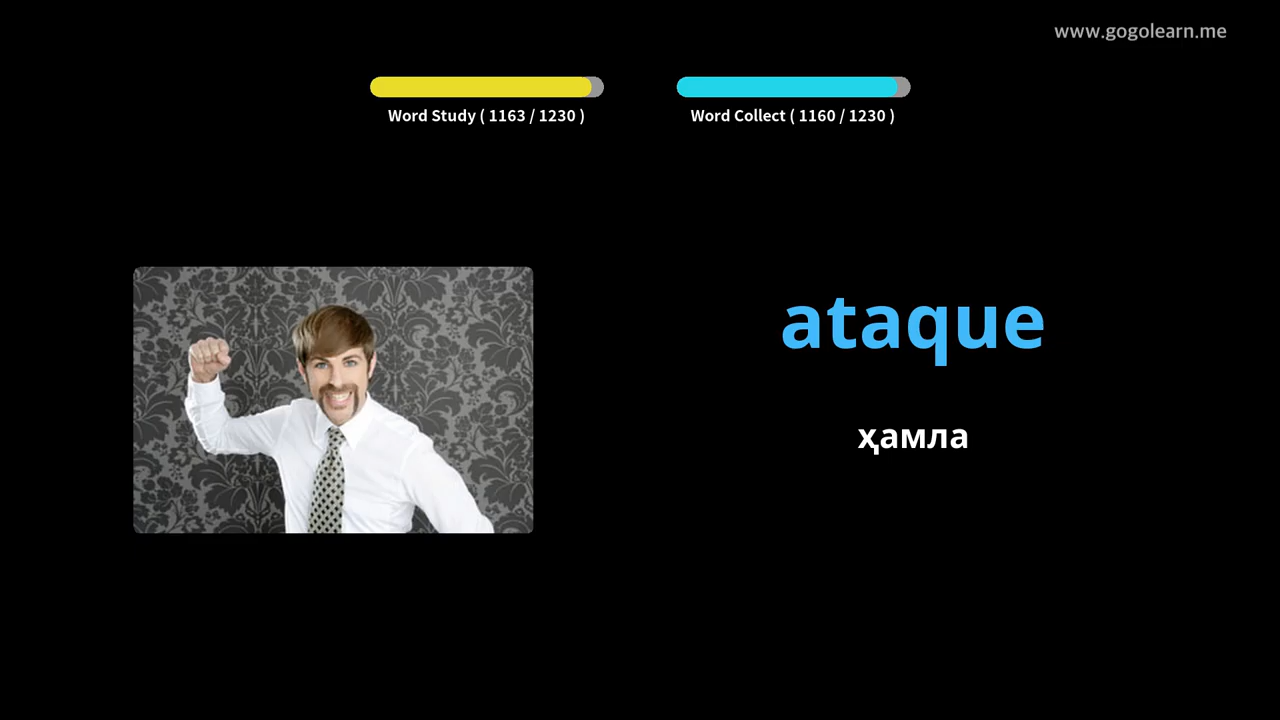 www.gogolearn.me
Word Study ( 1163 / 1230 )
Word Collect ( 1160 / 1230 )
ataque
ҳамла